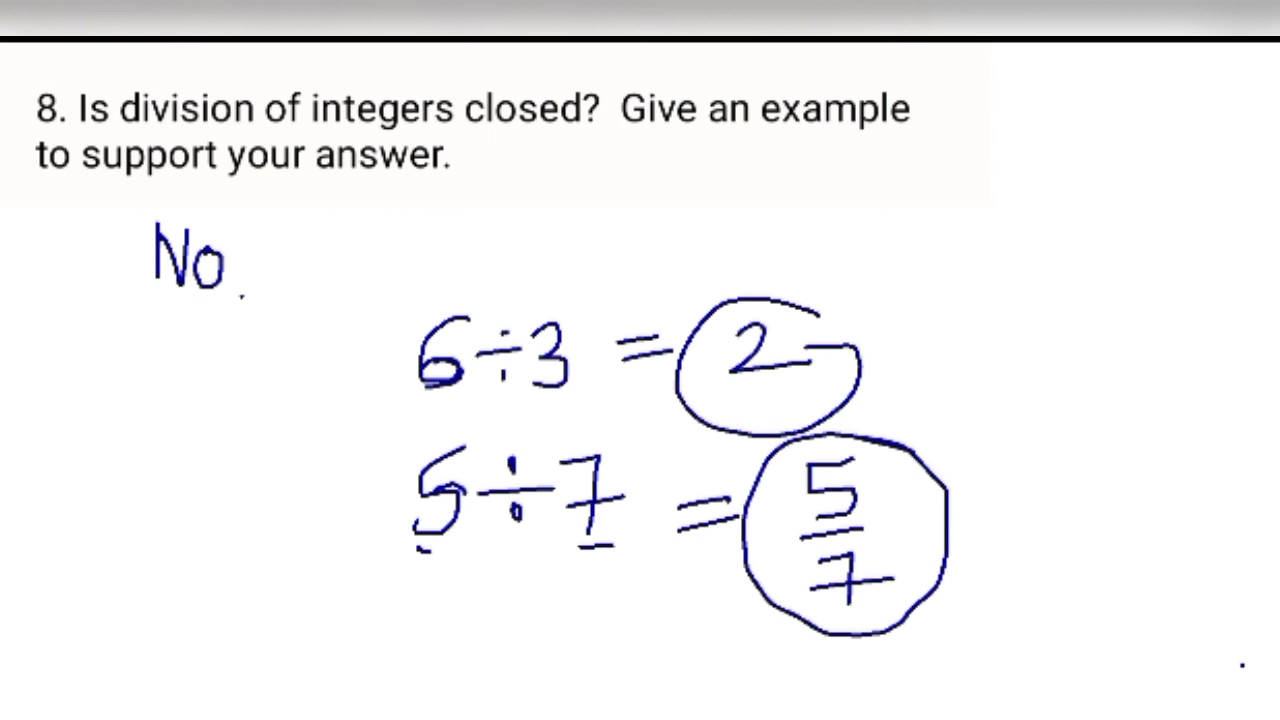 8. Is division of integers closed? Give an example
to support your answer.
No.
6÷3 = 2
5÷7 = 5/7